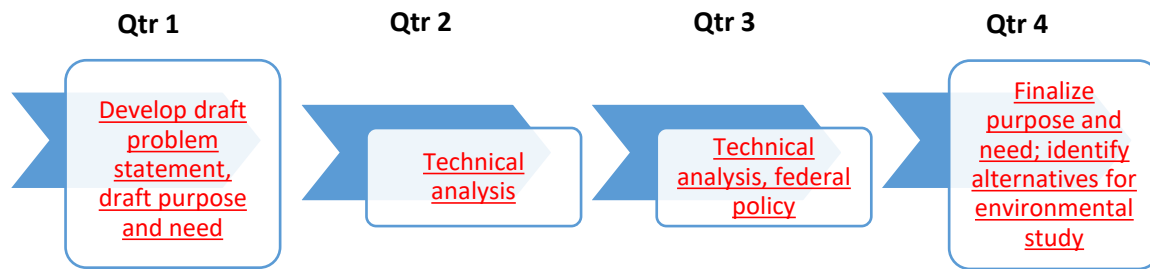 Qtr 1
Qtr 2
Qtr 3
Qtr 4
Develop draft
problem
statement,
draft purpose
and need
Technical
analysis
Technical
analysis, federal
policy
Finalize
purpose and
need; identify
alternatives for
environmental
study